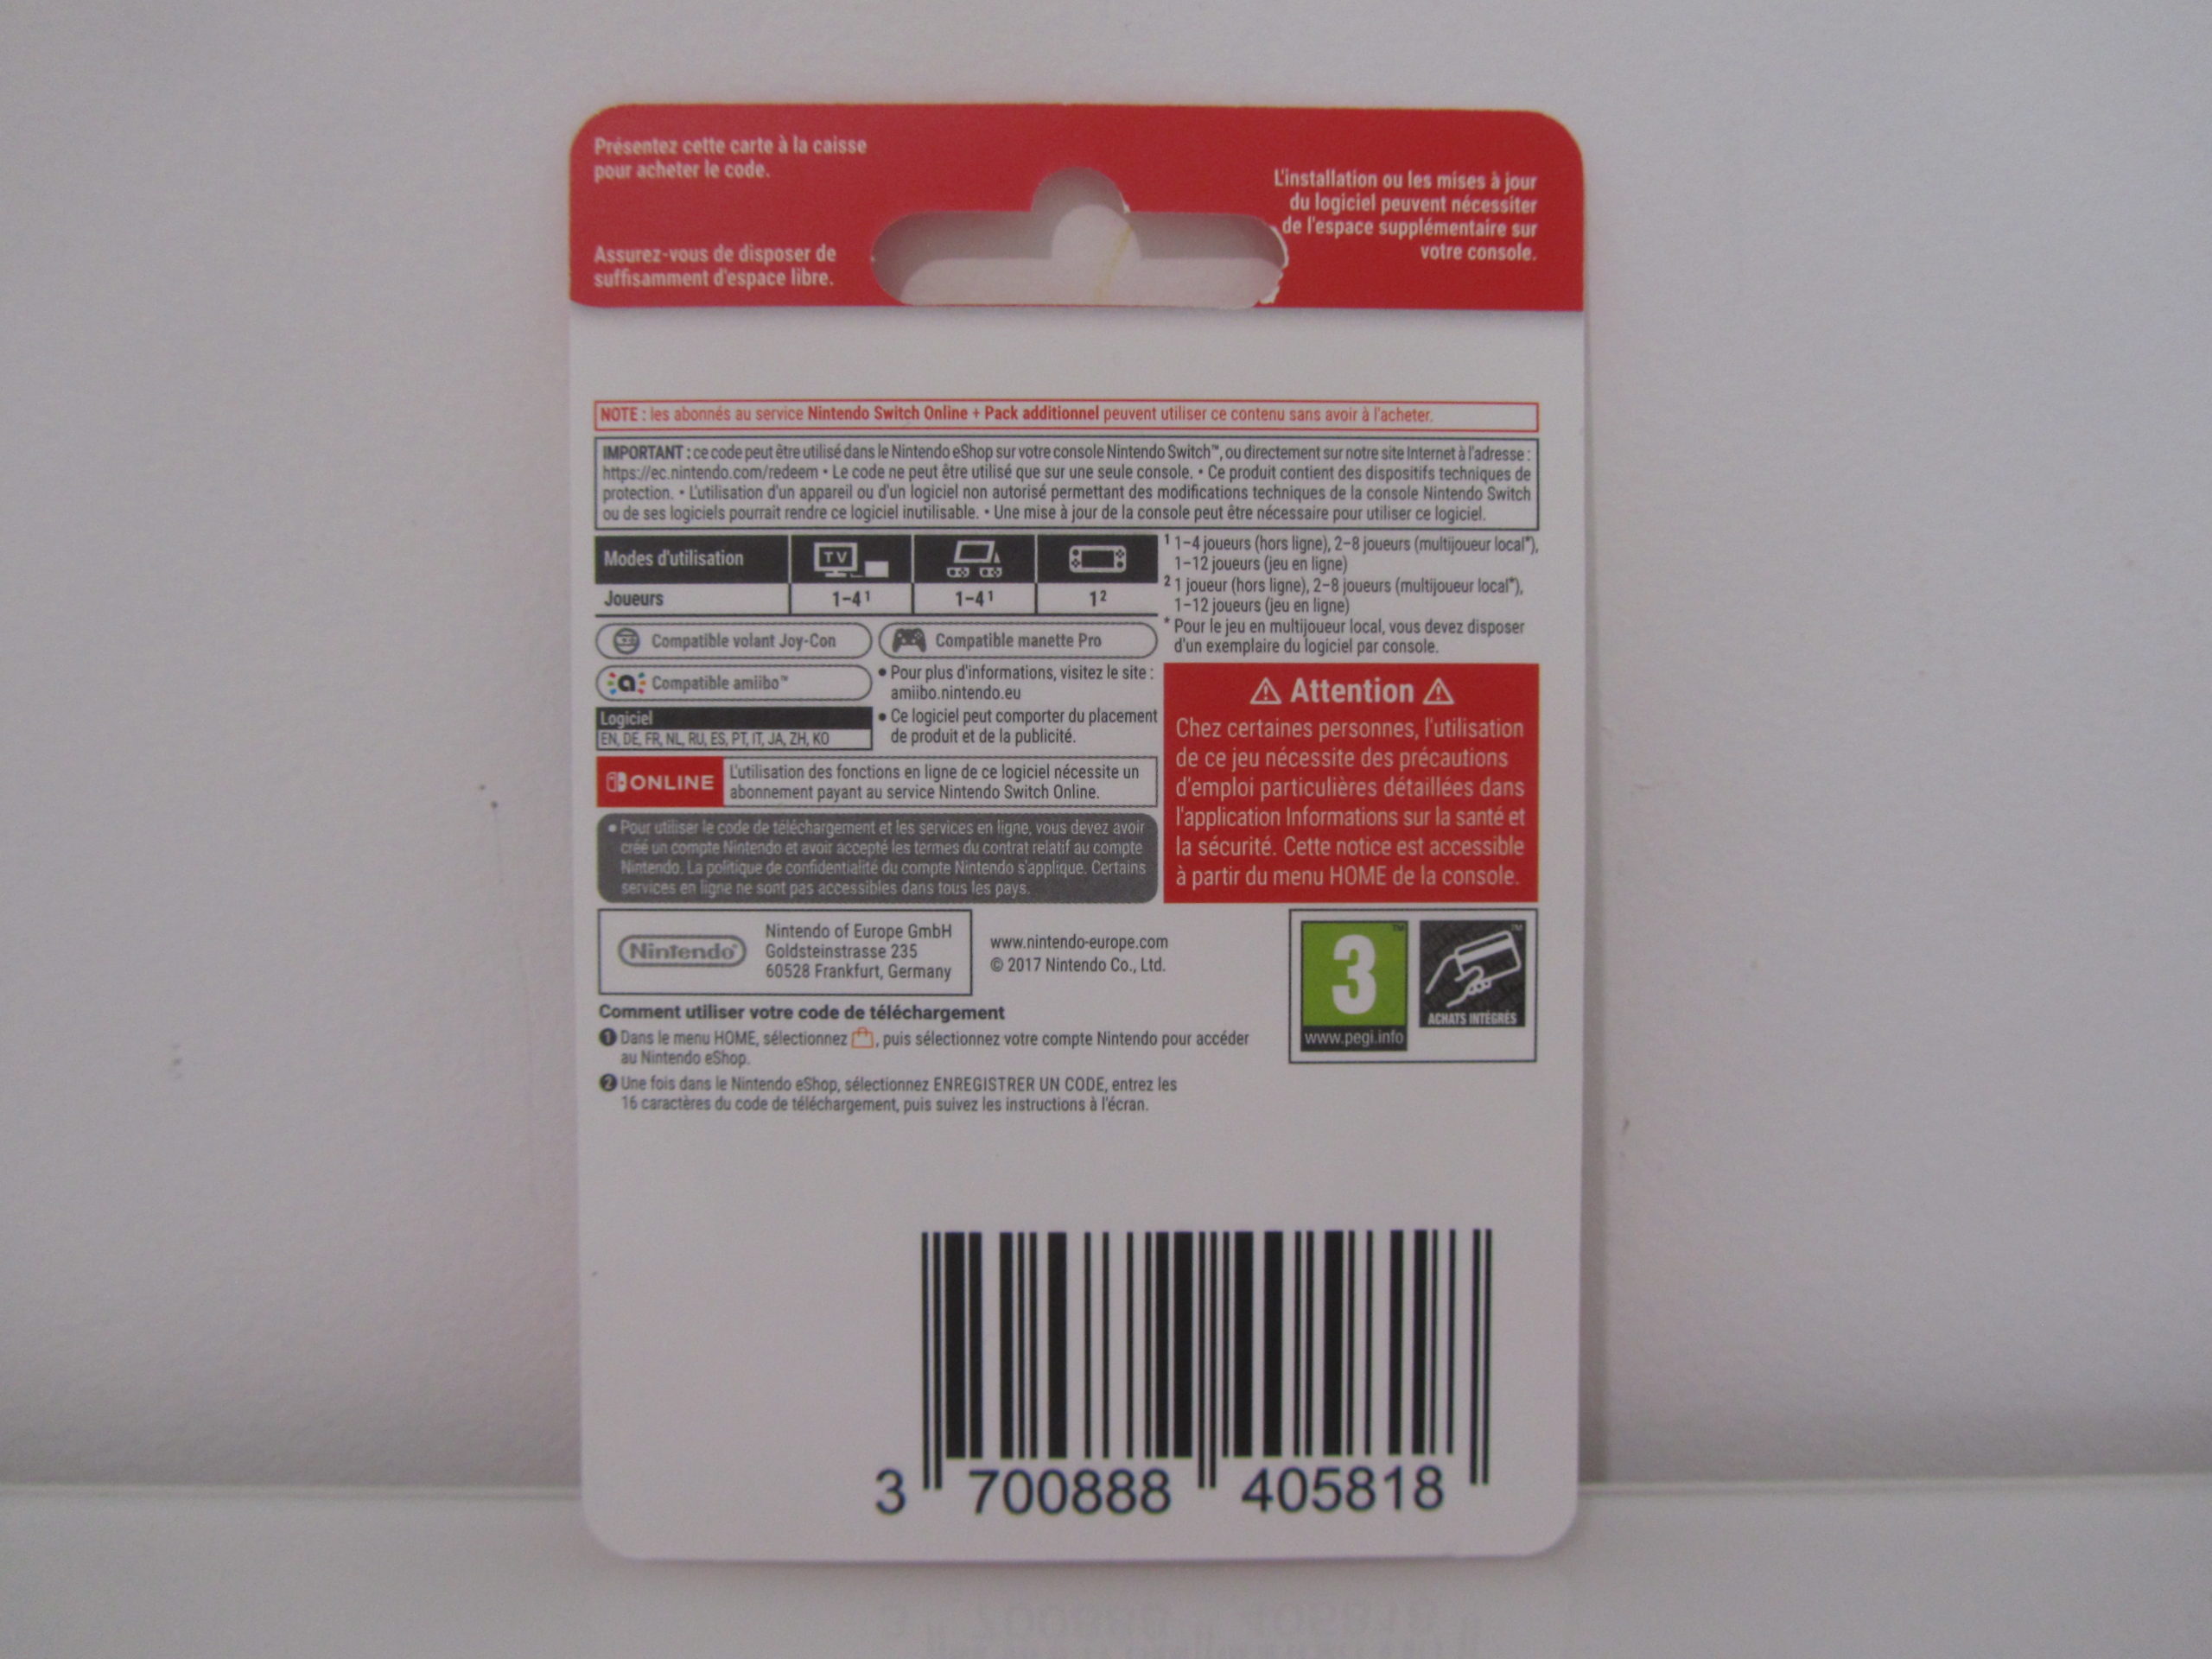 Présentez cette carte à la caisse
pour acheter le code.
Assurez-vous de disposer de
suffisamment d'espace libre.
L'installation ou les mises à jour
du logiciel peuvent nécessiter
de l'espace supplémentaire sur
votre console.
NOTE : les abonnés au service Nintendo Switch Online + Pack additionnel peuvent utiliser ce contenu sans avoir à l'acheter.
IMPORTANT : ce code peut être utilisé dans le Nintendo eShop sur votre console Nintendo Switch™, ou directement sur notre site Internet à l'adresse :
https://ec.nintendo.com/redeem • Le code ne peut être utilisé que sur une seule console. • Ce produit contient des dispositifs techniques de
protection. • L'utilisation d'un appareil ou d'un logiciel non autorisé permettant des modifications techniques de la console Nintendo Switch
ou de ses logiciels pourrait rendre ce logiciel inutilisable. • Une mise à jour de la console peut être nécessaire pour utiliser ce logiciel.
Modes d'utilisation
TV
Joueurs
1-4¹
1-4¹
1²
¹ 1-4 joueurs (hors ligne), 2-8 joueurs (multijoueur local*),
1-12 joueurs (jeu en ligne)
² 1 joueur (hors ligne), 2-8 joueurs (multijoueur local*),
1-12 joueurs (jeu en ligne)
* Pour le jeu en multijoueur local, vous devez disposer
d'un exemplaire du logiciel par console.
Compatible volant Joy-Con
Compatible manette Pro
a Compatible amiibo™
• Pour plus d'informations, visitez le site :
amiibo.nintendo.eu
Logiciel
EN, DE, FR, NL, RU, ES, PT, IT, JA, ZH, KO
• Ce logiciel peut comporter du placement
de produit et de la publicité.
ONLINE
L'utilisation des fonctions en ligne de ce logiciel nécessite un
abonnement payant au service Nintendo Switch Online.
• Pour utiliser le code de téléchargement et les services en ligne, vous devez avoir
créé un compte Nintendo et avoir accepté les termes du contrat relatif au compte
Nintendo. La politique de confidentialité du compte Nintendo s'applique. Certains
services en ligne ne sont pas accessibles dans tous les pays.
⚠ Attention ⚠
Chez certaines personnes, l'utilisation
de ce jeu nécessite des précautions
d'emploi particulières détaillées dans
l'application Informations sur la santé et
la sécurité. Cette notice est accessible
à partir du menu HOME de la console.
Nintendo®
Nintendo of Europe GmbH
Goldsteinstrasse 235
60528 Frankfurt, Germany
www.nintendo-europe.com
© 2017 Nintendo Co., Ltd.
3™
www.pegi.info
™
ACHATS INTÉGRÉS
Comment utiliser votre code de téléchargement
❶ Dans le menu HOME, sélectionnez , puis sélectionnez votre compte Nintendo pour accéder
au Nintendo eShop.
❷ Une fois dans le Nintendo eShop, sélectionnez ENREGISTRER UN CODE, entrez les
16 caractères du code de téléchargement, puis suivez les instructions à l'écran.
3 700888 405818